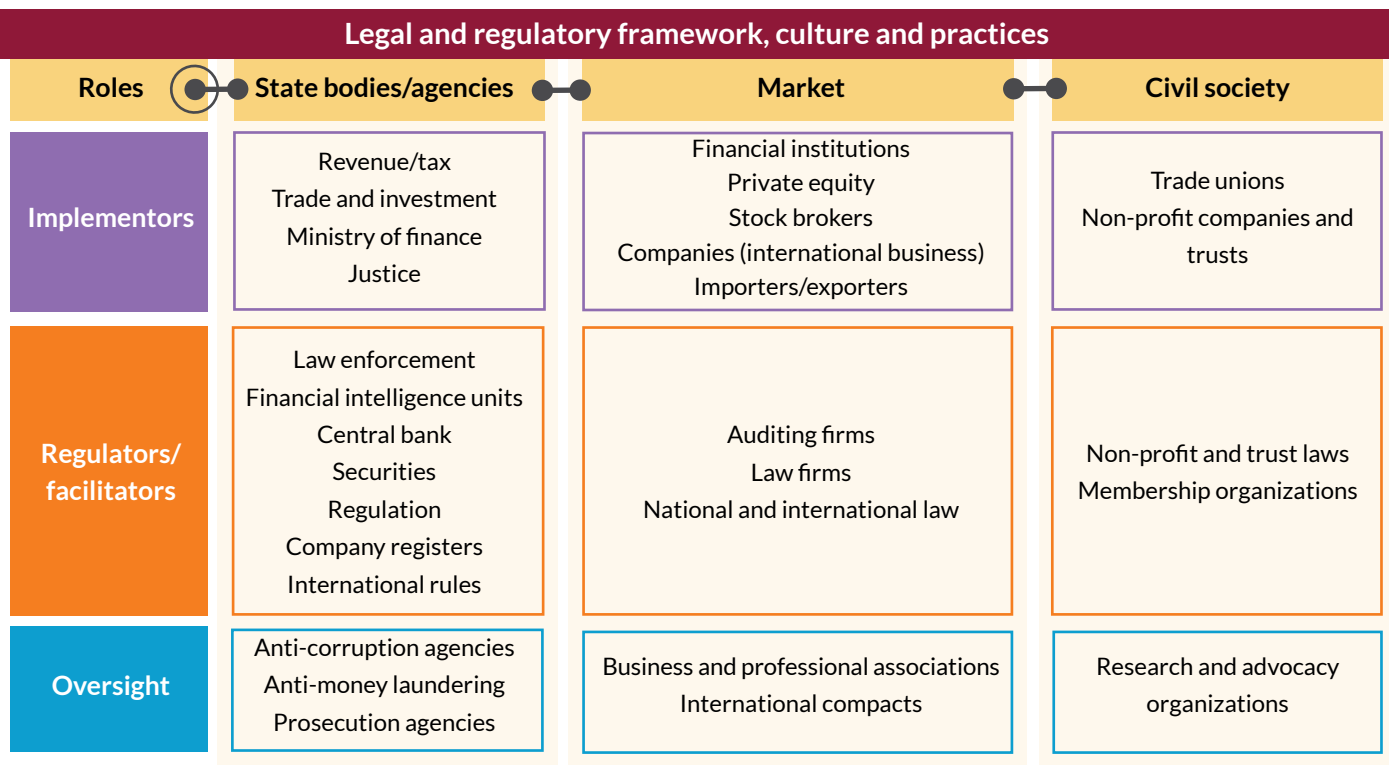 Legal and regulatory framework, culture and practices
Roles
State bodies/agencies
Market
Civil society
Implementors
Revenue/tax
Trade and investment
Ministry of finance
Justice
Financial institutions
Private equity
Stock brokers
Companies (international business)
Importers/exporters
Trade unions
Non-profit companies and
trusts
Regulators/
facilitators
Law enforcement
Financial intelligence units
Central bank
Securities
Regulation
Company registers
International rules
Auditing firms
Law firms
National and international law
Non-profit and trust laws
Membership organizations
Oversight
Anti-corruption agencies
Anti-money laundering
Prosecution agencies
Business and professional associations
International compacts
Research and advocacy
organizations